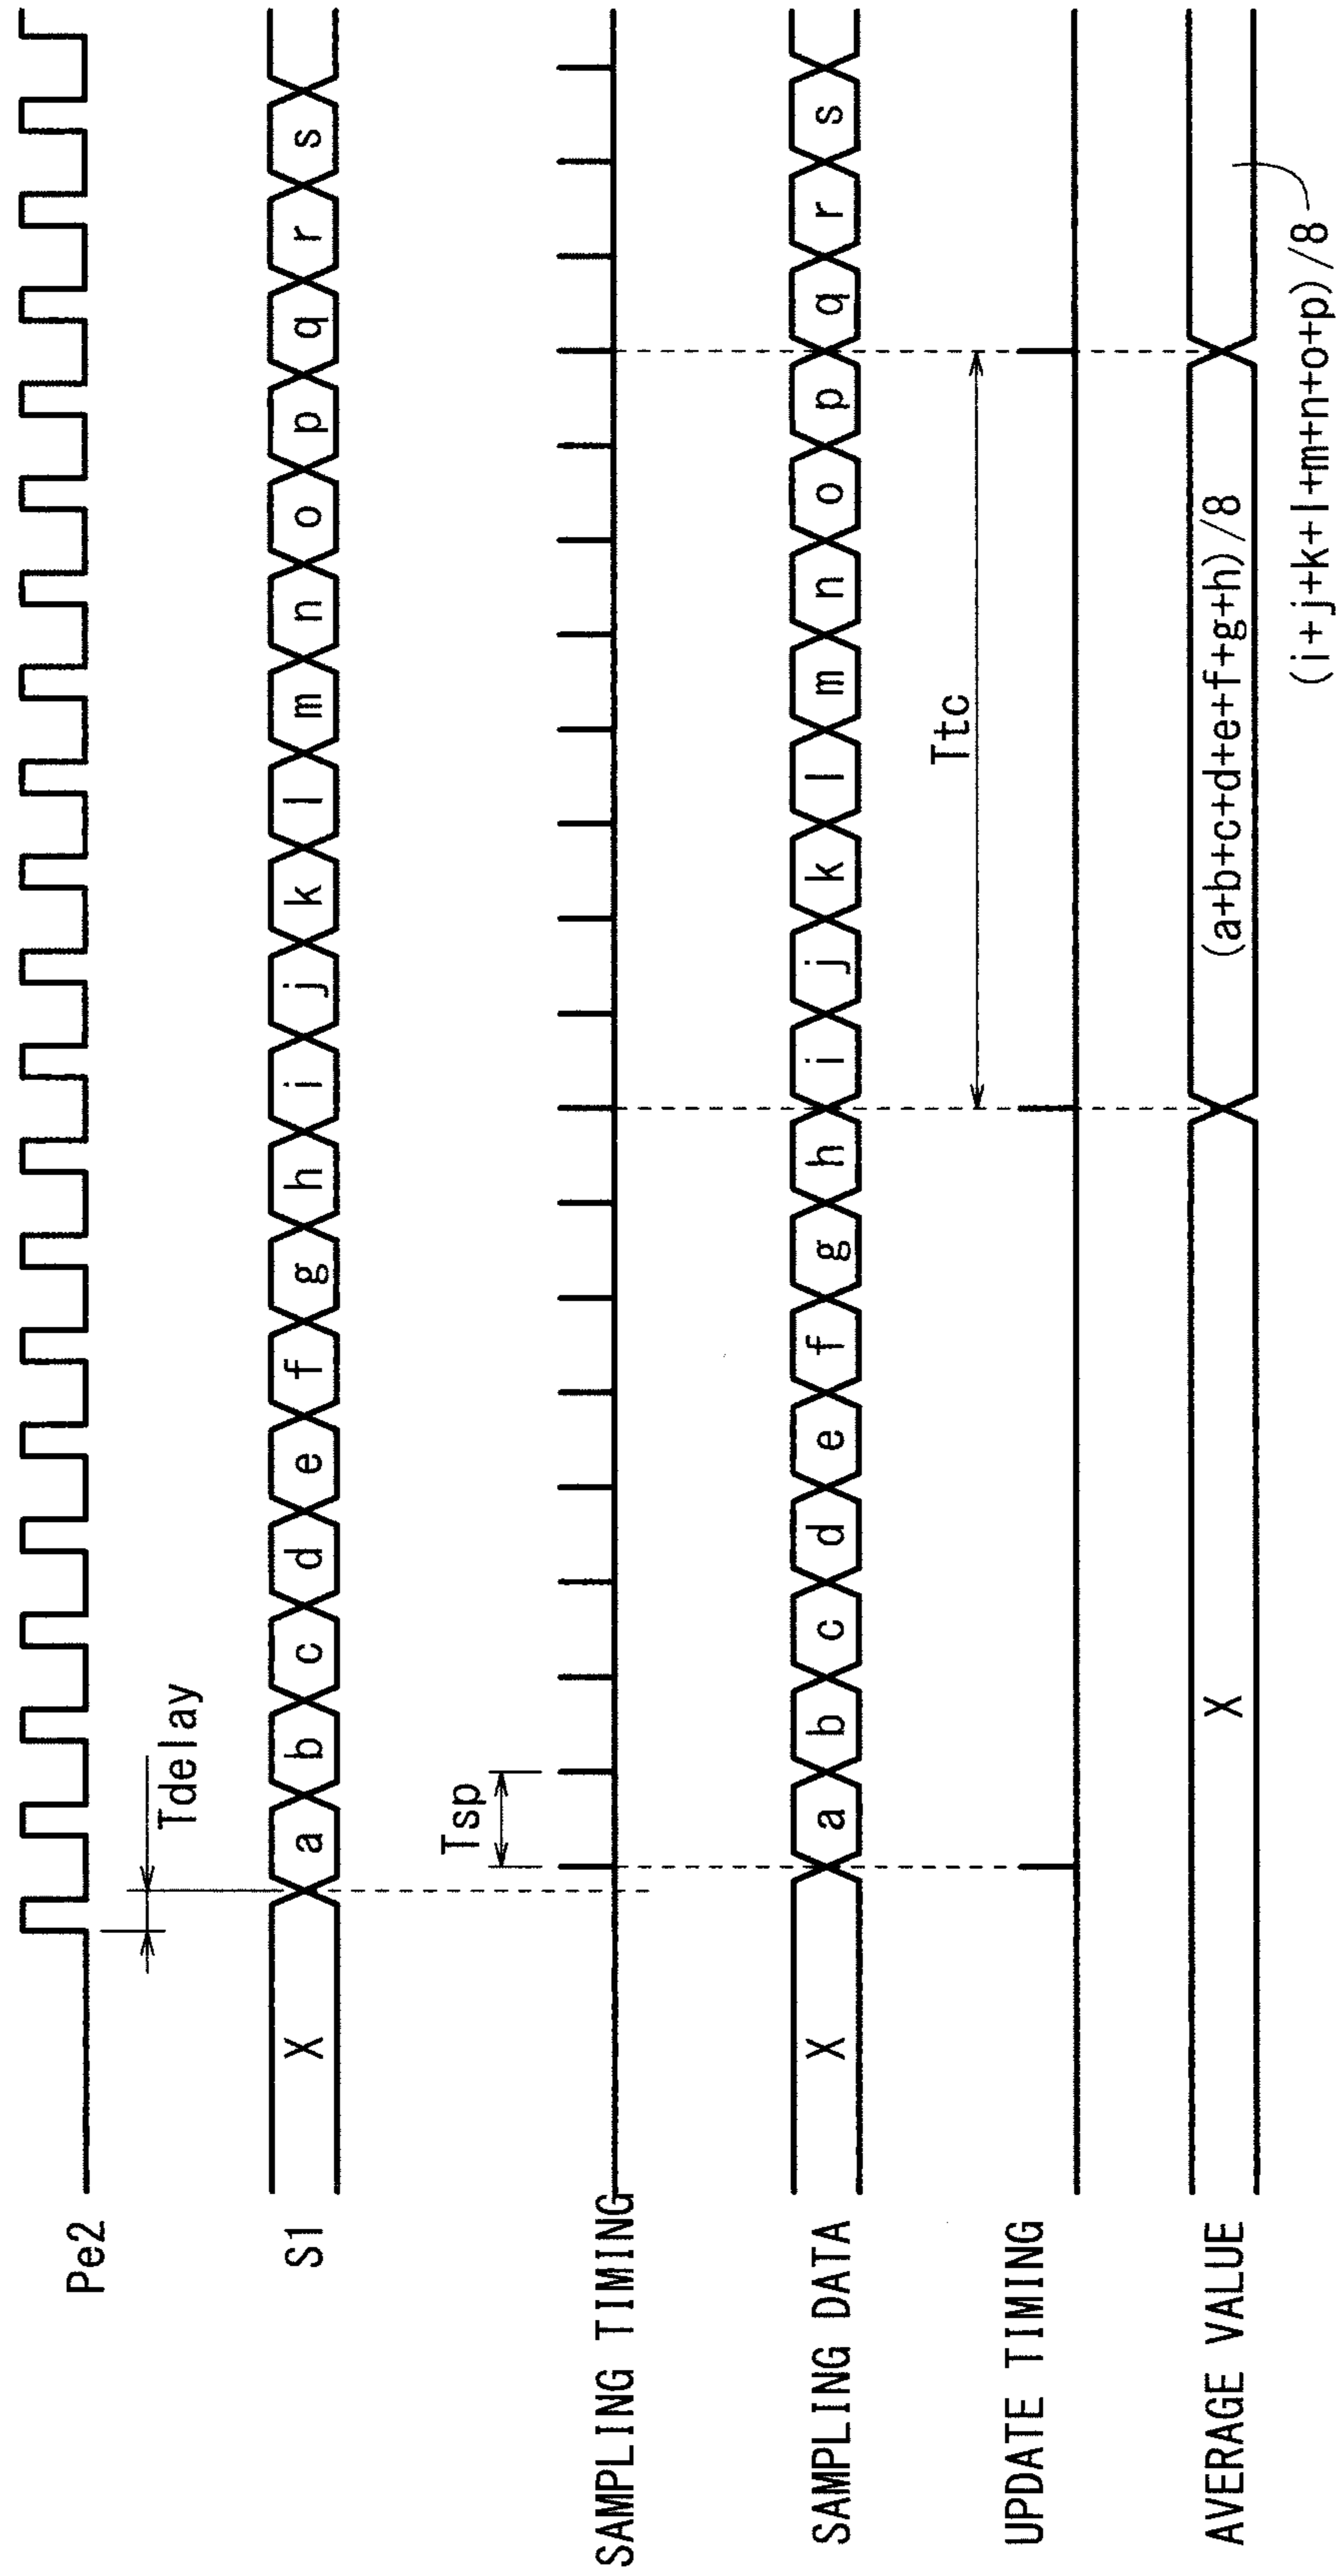 Pe2
Tdelay
S1
X a b c d e f g h i j k l m n o p q r s
Tsp
SAMPLING TIMING
SAMPLING DATA
X a b c d e f g h i j k l m n o p q r s
Ttc
UPDATE TIMING
AVERAGE VALUE
X (a+b+c+d+e+f+g+h)/8
(i+j+k+l+m+n+o+p)/8